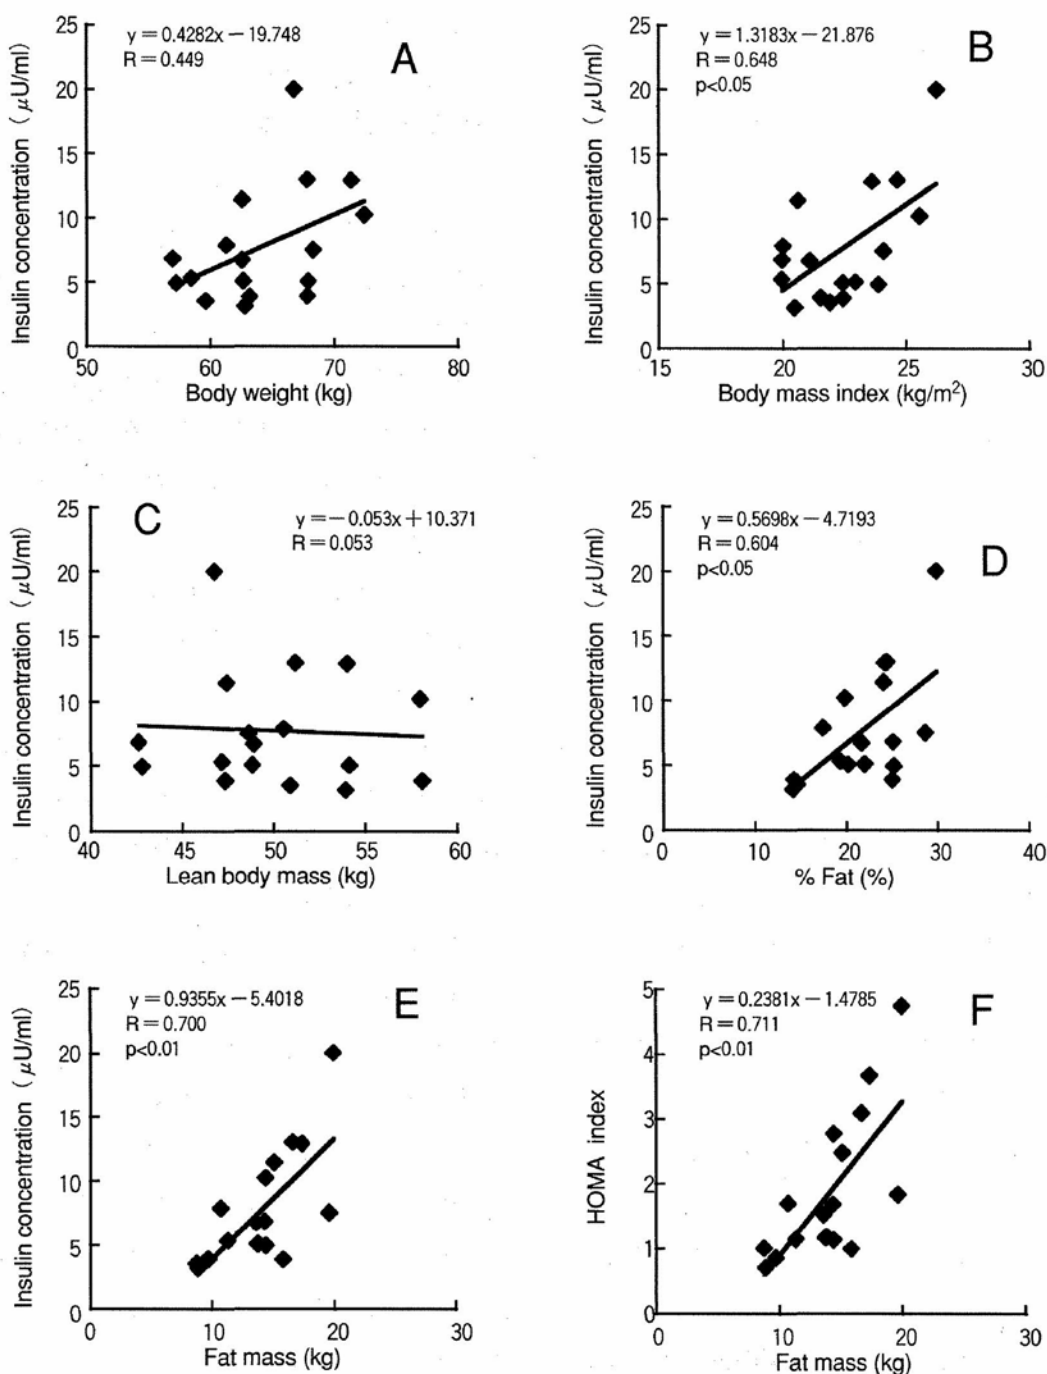 y = 0.4282x − 19.748
R = 0.449
A
Insulin concentration ( μU/ml)
25
20
15
10
5
0
50 60 70 80
Body weight (kg)
y = 1.3183x − 21.876
R = 0.648
p<0.05
B
Insulin concentration ( μU/ml)
25
20
15
10
5
0
15 20 25 30
Body mass index (kg/m²)
C
y = − 0.053x + 10.371
R = 0.053
Insulin concentration ( μU/ml)
25
20
15
10
5
0
40 45 50 55 60
Lean body mass (kg)
y = 0.5698x − 4.7193
R = 0.604
p<0.05
D
Insulin concentration ( μU/ml)
25
20
15
10
5
0
0 10 20 30 40
% Fat (%)
y = 0.9355x − 5.4018
R = 0.700
p<0.01
E
Insulin concentration ( μU/ml)
25
20
15
10
5
0
0 10 20 30
Fat mass (kg)
y = 0.2381x − 1.4785
R = 0.711
p<0.01
F
HOMA index
5
4
3
2
1
0
0 10 20 30
Fat mass (kg)